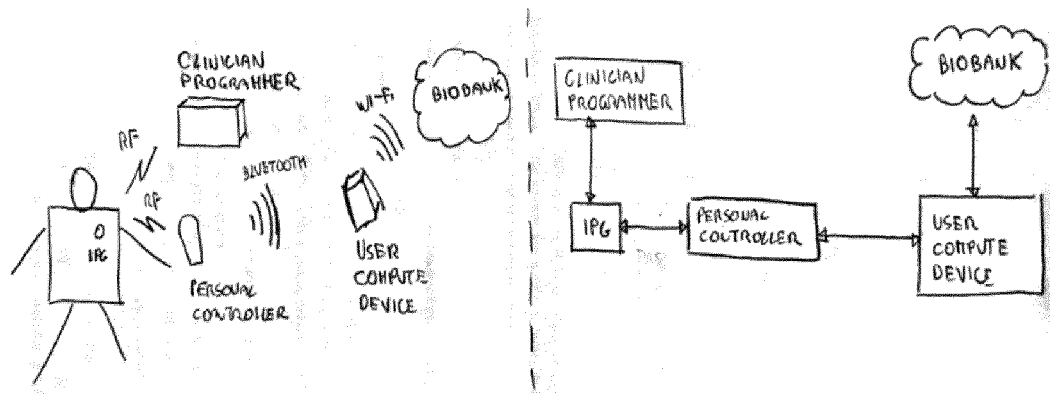 CLINICIAN
PROGRAMMER
RF
RF
O
IPG
PERSONAL
CONTROLLER
BLUETOOTH
WI-FI
BIOBANK
USER
COMPUTE
DEVICE
CLINICIAN
PROGRAMMER
IPG
PERSONAL
CONTROLLER
BIOBANK
USER
COMPUTE
DEVICE